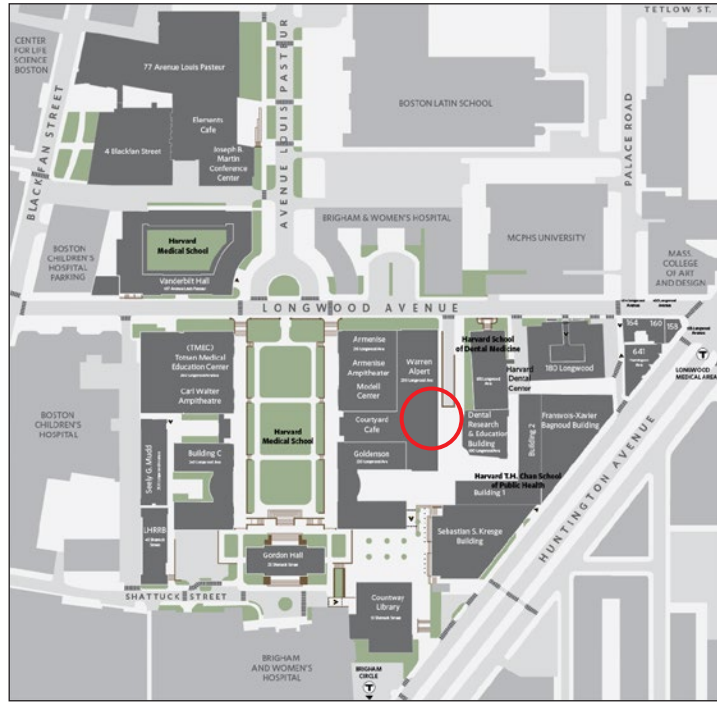 TETLOW ST.
CENTER
FOR LIFE
SCIENCE
BOSTON
77 Avenue Louis Pasteur
AVENUE LOUIS PASTEUR
BOSTON LATIN SCHOOL
Elements
Cafe
4 Blackfan Street
Joseph B.
Martin
Conference
Center
BLACKFAN STREET
PALACE ROAD
BOSTON
CHILDREN'S
HOSPITAL
PARKING
Harvard
Medical School
Vanderbilt Hall
BRIGHAM & WOMEN'S HOSPITAL
MCPHS UNIVERSITY
MASS.
COLLEGE
OF ART
AND DESIGN
LONGWOOD AVENUE
(TMEC)
Tosteen Medical
Education Center
Carl Walter
Ampitheatre
Armenise
Armenise
Ampitheater
Modell
Center
Warren
Alpert
Harvard School
of Dental Medicine
Harvard
Dental
Center
180 Longwood
164
160
158
641
T
LONGWOOD
MEDICAL AREA
BOSTON
CHILDREN'S
HOSPITAL
Harvard
Medical School
Courtyard
Cafe
Dental
Research
& Education
Building
Building 2
Fransvois-Xavier
Bagnoud Building
Seely G. Mudd
Building C
Goldenson
Harvard T.H. Chan School
of Public Health
Building 1
HUNTINGTON AVENUE
LHRRB
Gordon Hall
Sebastian S. Kresge
Building
SHATTUCK STREET
Countway
Library
BRIGHAM
AND WOMEN'S
HOSPITAL
BRIGHAM
CIRCLE
T